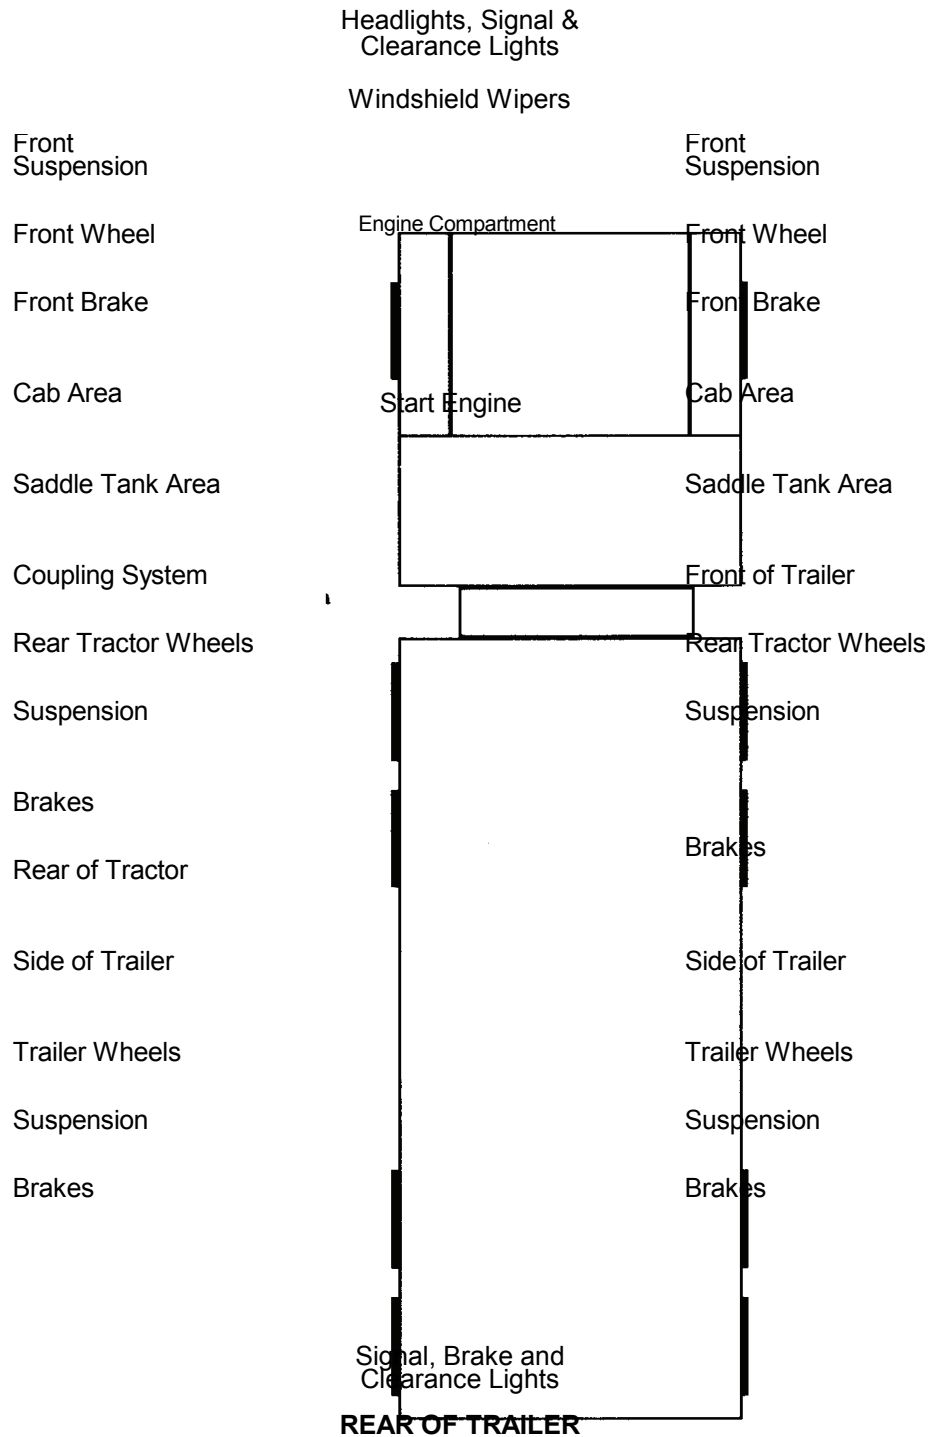 Headlights, Signal &
Clearance Lights
Windshield Wipers
Front
Suspension
Front
Suspension
Engine Compartment
Front Wheel
Front Wheel
Front Brake
Front Brake
Cab Area
Start Engine
Cab Area
Saddle Tank Area
Saddle Tank Area
Coupling System
Front of Trailer
Rear Tractor Wheels
Rear Tractor Wheels
Suspension
Suspension
Brakes
Brakes
Rear of Tractor
Side of Trailer
Side of Trailer
Trailer Wheels
Trailer Wheels
Suspension
Suspension
Brakes
Brakes
Signal, Brake and
Clearance Lights
REAR OF TRAILER